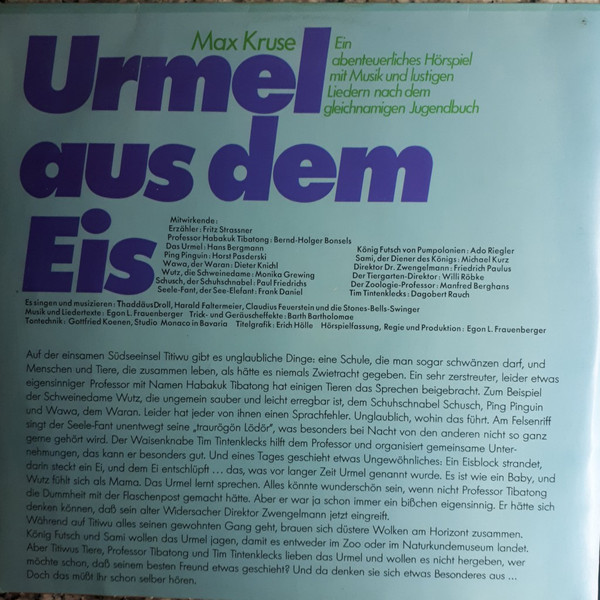 Max Kruse
Urmel
aus dem
Eis
Ein
abenteuerliches Hörspiel
mit Musik und lustigen
Liedern nach dem
gleichnamigen Jugendbuch
Mitwirkende:
Erzähler: Fritz Strassner
Professor Habakuk Tibatong: Bernd-Holger Bonsels
Das Urmel: Hans Bergmann
Ping Pinguin: Horst Pasderski
Wawa, der Waran: Dieter Knichl
Wutz, die Schweinedame: Monika Grewing
Schusch, der Schuhschnabel: Paul Friedrichs
Seele-Fant, der See-Elefant: Frank Daniel
König Futsch von Pumpolonien: Ado Riegler
Sami, der Diener des Königs: Michael Kurz
Direktor Dr. Zwengelmann: Friedrich Paulus
Der Tiergarten-Direktor: Willi Röbke
Der Zoologie-Professor: Manfred Berghans
Tim Tintenklecks: Dagobert Rauch
Es singen und musizieren: Thaddäus Droll, Harald Faltermeier, Claudius Feuerstein und die Stones-Bells-Swinger
Musik und Liedertexte: Egon L. Frauenberger Trick- und Geräuscheffekte: Barth Bartholomae
Tontechnik: Gottfried Koenen, Studio Monaco in Bavaria Titelgrafik: Erich Hölle Hörspielfassung, Regie und Produktion: Egon L. Frauenberger
Auf der einsamen Südseeinsel Titiwu gibt es unglaubliche Dinge: eine Schule, die man sogar schwänzen darf, und
Menschen und Tiere, die zusammen leben, als hätte es niemals Zwietracht gegeben. Ein sehr zerstreuter, leider etwas
eigensinniger Professor mit Namen Habakuk Tibatong hat einigen Tieren das Sprechen beigebracht. Zum Beispiel
der Schweinedame Wutz, die ungemein sauber und leicht erregbar ist, dem Schuhschnabel Schusch, Ping Pinguin
und Wawa, dem Waran. Leider hat jeder von ihnen einen Sprachfehler. Unglaublich, wohin das führt. Am Felsenriff
singt der Seele-Fant unentwegt seine „traurögön Lödör", was besonders bei Nacht von den anderen nicht so ganz
gerne gehört wird. Der Waisenknabe Tim Tintenklecks hilft dem Professor und organisiert gemeinsame Unter-
nehmungen, das kann er besonders gut. Und eines Tages geschieht etwas Ungewöhnliches: Ein Eisblock strandet,
darin steckt ein Ei, und dem Ei entschlüpft ... das, was vor langer Zeit Urmel genannt wurde. Es ist wie ein Baby, und
Wutz fühlt sich als Mama. Das Urmel lernt sprechen. Alles könnte wunderschön sein, wenn nicht Professor Tibatong
die Dummheit mit der Flaschenpost gemacht hätte. Aber er war ja schon immer ein bißchen eigensinnig. Er hätte sich
denken können, daß sein alter Widersacher Direktor Zwengelmann jetzt eingreift.
Während auf Titiwu alles seinen gewohnten Gang geht, brauen sich düstere Wolken am Horizont zusammen.
König Futsch und Sami wollen das Urmel jagen, damit es entweder im Zoo oder im Naturkundemuseum landet.
Aber Titiwus Tiere, Professor Tibatong und Tim Tintenklecks lieben das Urmel und wollen es nicht hergeben, wer
möchte schon, daß seinem besten Freund etwas geschieht? Und da denken sie sich etwas Besonderes aus ...
Doch das müßt Ihr schon selber hören.